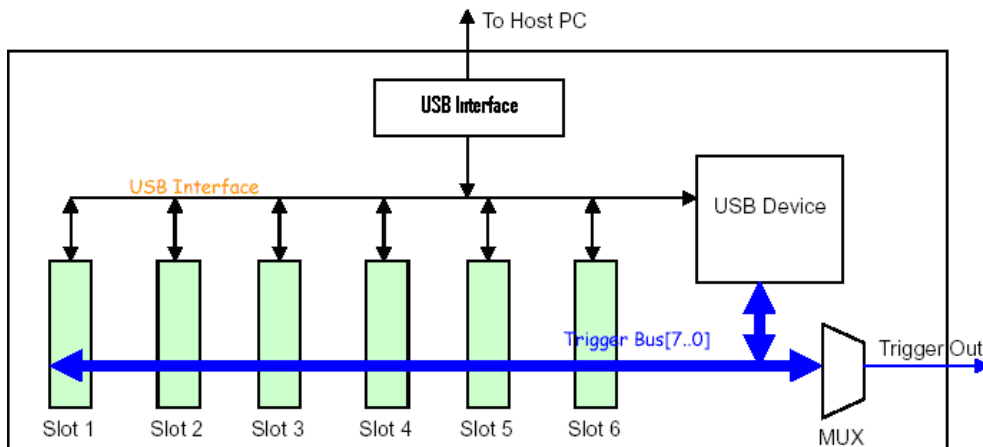 To Host PC
USB Interface
USB Interface
USB Device
Trigger Bus[7..0]
Trigger Out
Slot 1
Slot 2
Slot 3
Slot 4
Slot 5
Slot 6
MUX